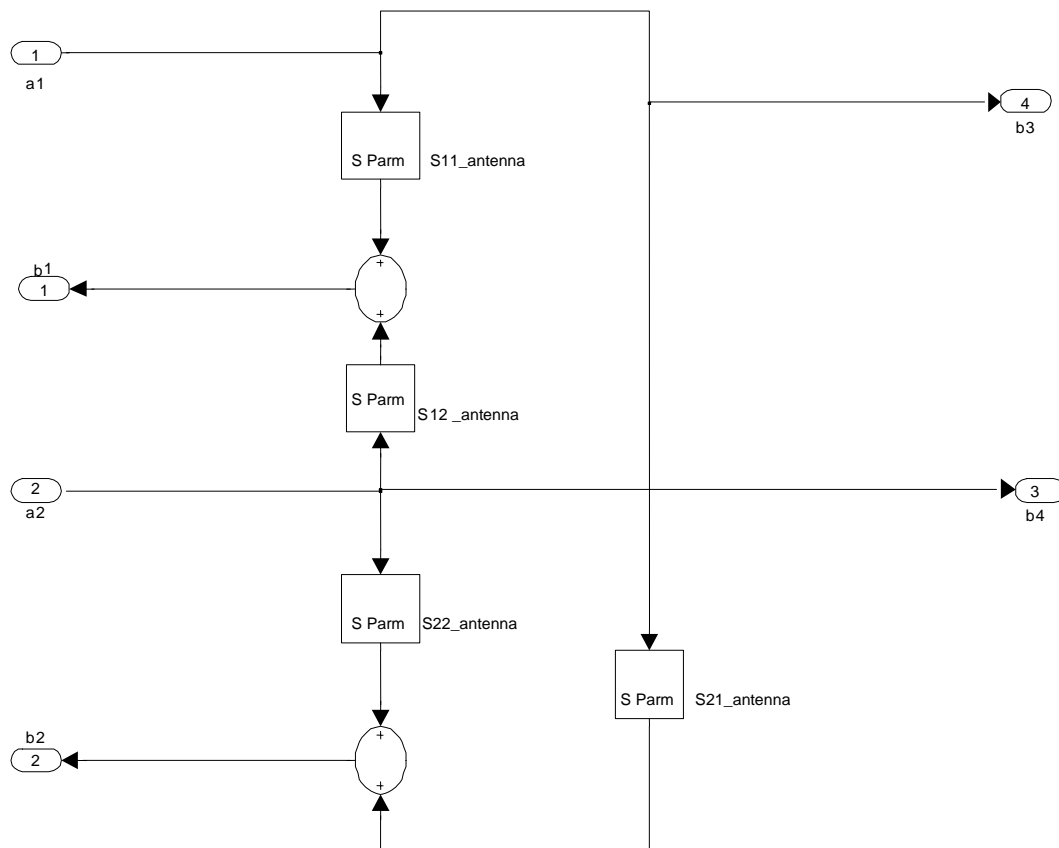 1
a1
4
b3
S Parm
S11_antenna
b1
1
+
+
S Parm
S12 _antenna
2
a2
3
b4
S Parm
S22_antenna
S Parm
S21_antenna
b2
2
+
+